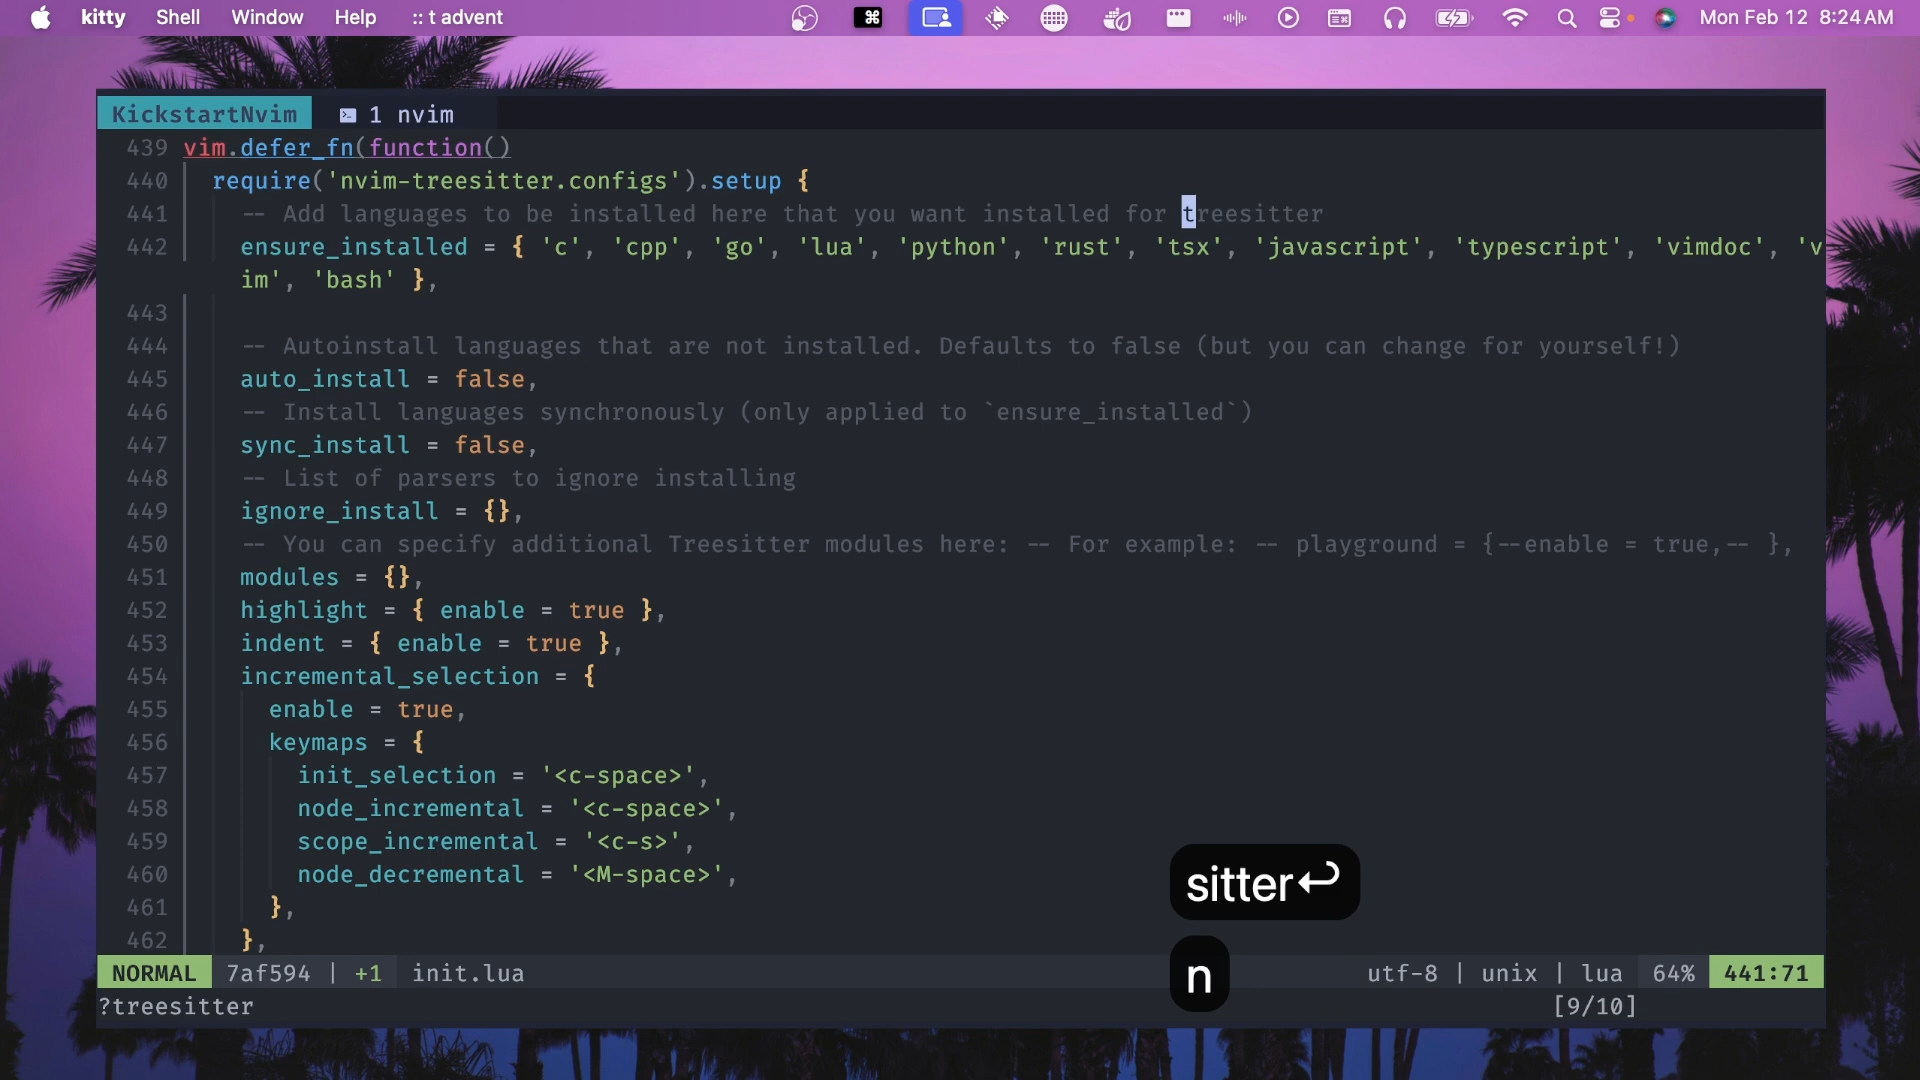 kitty Shell Window Help :: t advent Mon Feb 12 8:24 AM
KickstartNvim 1 nvim
439 vim.defer_fn(function()
440 require('nvim-treesitter.configs').setup {
441 -- Add languages to be installed here that you want installed for treesitter
442 ensure_installed = { 'c', 'cpp', 'go', 'lua', 'python', 'rust', 'tsx', 'javascript', 'typescript', 'vimdoc', 'v
im', 'bash' },
443
444 -- Autoinstall languages that are not installed. Defaults to false (but you can change for yourself!)
445 auto_install = false,
446 -- Install languages synchronously (only applied to `ensure_installed`)
447 sync_install = false,
448 -- List of parsers to ignore installing
449 ignore_install = {},
450 -- You can specify additional Treesitter modules here: -- For example: -- playground = {--enable = true,-- },
451 modules = {},
452 highlight = { enable = true },
453 indent = { enable = true },
454 incremental_selection = {
455 enable = true,
456 keymaps = {
457 init_selection = '<c-space>',
458 node_incremental = '<c-space>',
459 scope_incremental = '<c-s>',
460 node_decremental = '<M-space>',
461 },
462 },
sitter↩
n
NORMAL 7af594 | +1 init.lua utf-8 | unix | lua 64% 441:71
?treesitter [9/10]